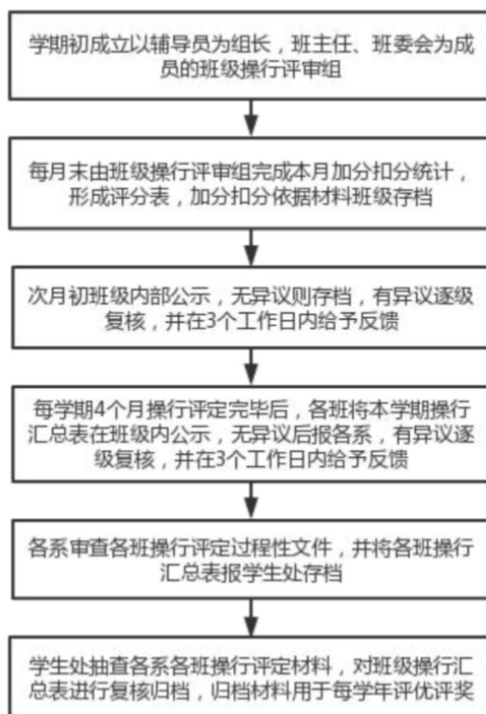 学期初成立以辅导员为组长，班主任、班委会为成
员的班级操行评审组
每月末由班级操行评审组完成本月加分扣分统计，
形成评分表，加分扣分依据材料班级存档
次月初班级内部公示，无异议则存档，有异议逐级
复核，并在3个工作日内给予反馈
每学期4个月操行评定完毕后，各班将本学期操行
汇总表在班级内公示，无异议后报各系，有异议逐
级复核，并在3个工作日内给予反馈
各系审查各班操行评定过程性文件，并将各班操行
汇总表报学生处存档
学生处抽查各系各班操行评定材料，对班级操行汇
总表进行复核归档，归档材料用于每学年评优评奖